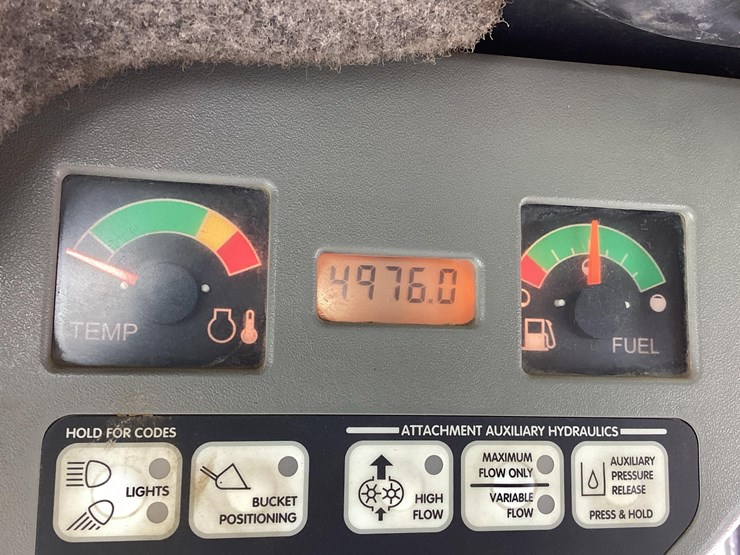 TEMP
4976.0
FUEL
HOLD FOR CODES
LIGHTS
BUCKET
POSITIONING
ATTACHMENT AUXILIARY HYDRAULICS
HIGH
FLOW
MAXIMUM
FLOW ONLY
VARIABLE
FLOW
AUXILIARY
PRESSURE
RELEASE
PRESS & HOLD